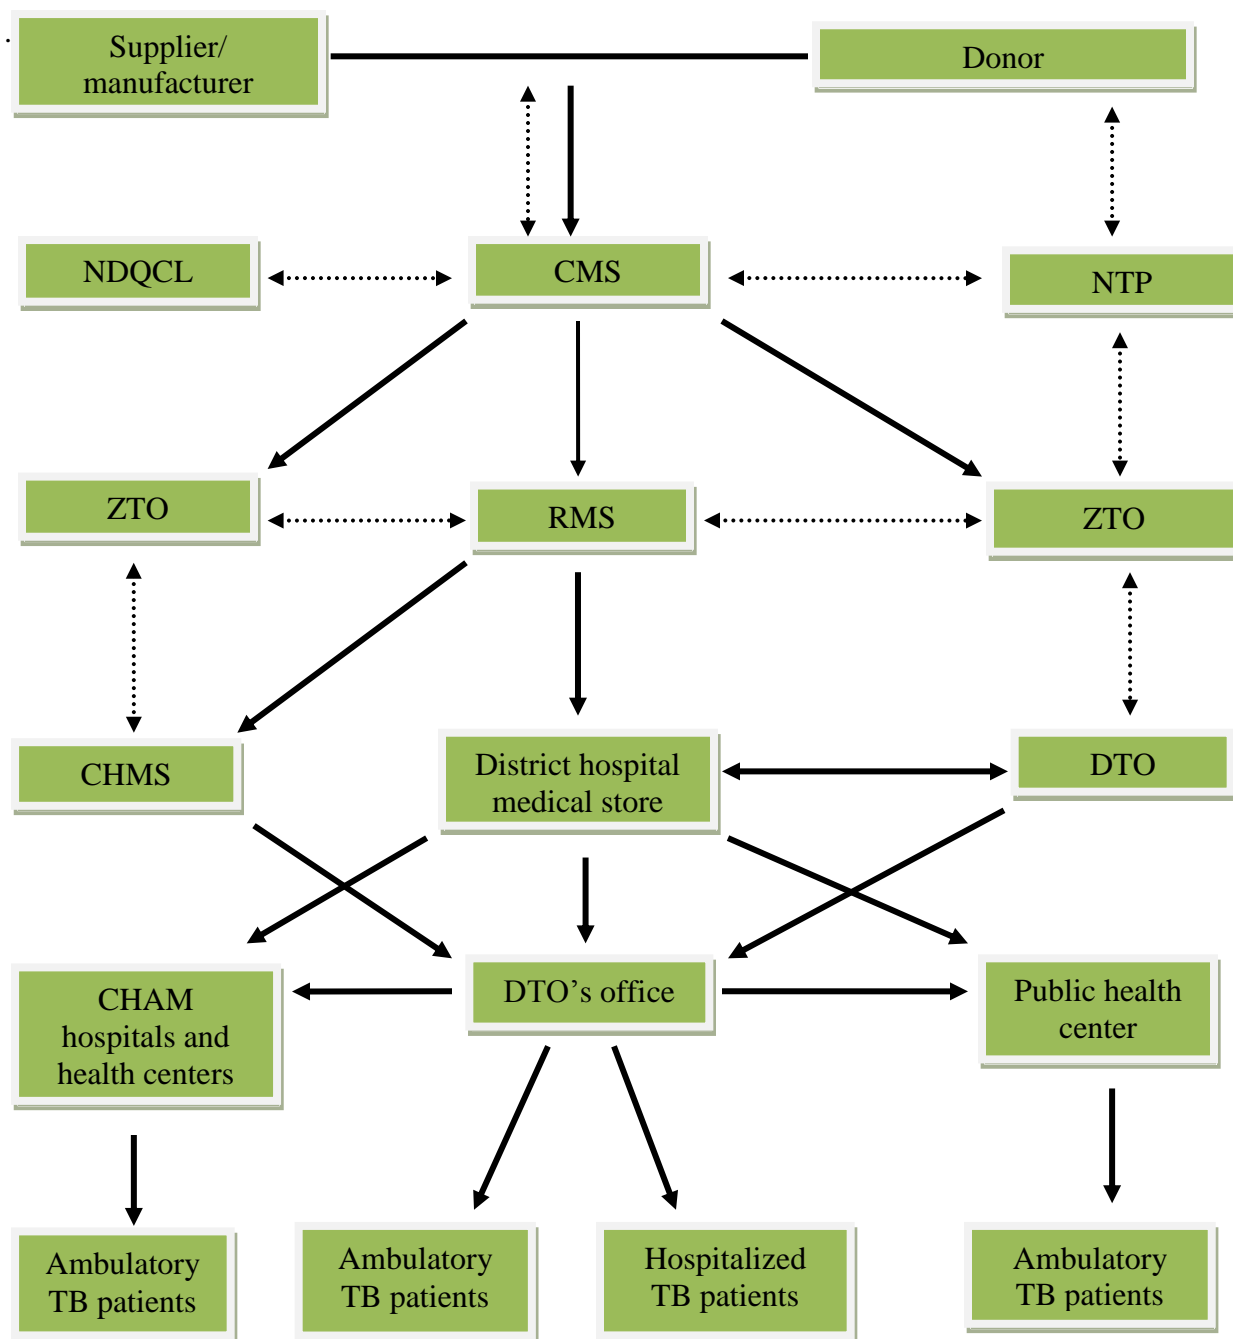 Supplier/
manufacturer
Donor
NDQCL
CMS
NTP
ZTO
RMS
ZTO
CHMS
District hospital
medical store
DTO
CHAM
hospitals and
health centers
DTO’s office
Public health
center
Ambulatory
TB patients
Ambulatory
TB patients
Hospitalized
TB patients
Ambulatory
TB patients